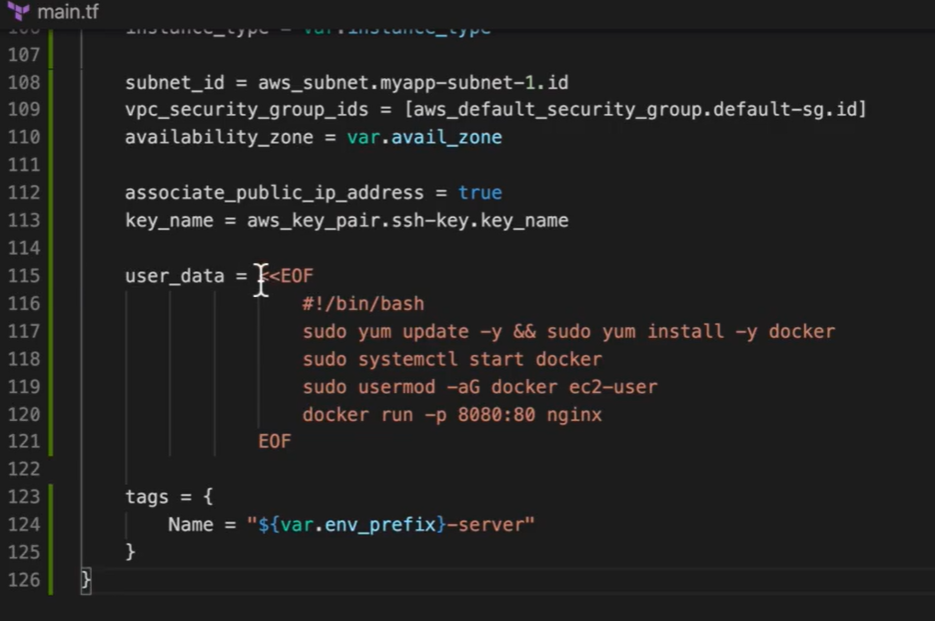 main.tf
106 instance_type = var.instance_type
107
108 subnet_id = aws_subnet.myapp-subnet-1.id
109 vpc_security_group_ids = [aws_default_security_group.default-sg.id]
110 availability_zone = var.avail_zone
111
112 associate_public_ip_address = true
113 key_name = aws_key_pair.ssh-key.key_name
114
115 user_data = <<EOF
116 #!/bin/bash
117 sudo yum update -y && sudo yum install -y docker
118 sudo systemctl start docker
119 sudo usermod -aG docker ec2-user
120 docker run -p 8080:80 nginx
121 EOF
122
123 tags = {
124 Name = "${var.env_prefix}-server"
125 }
126 }